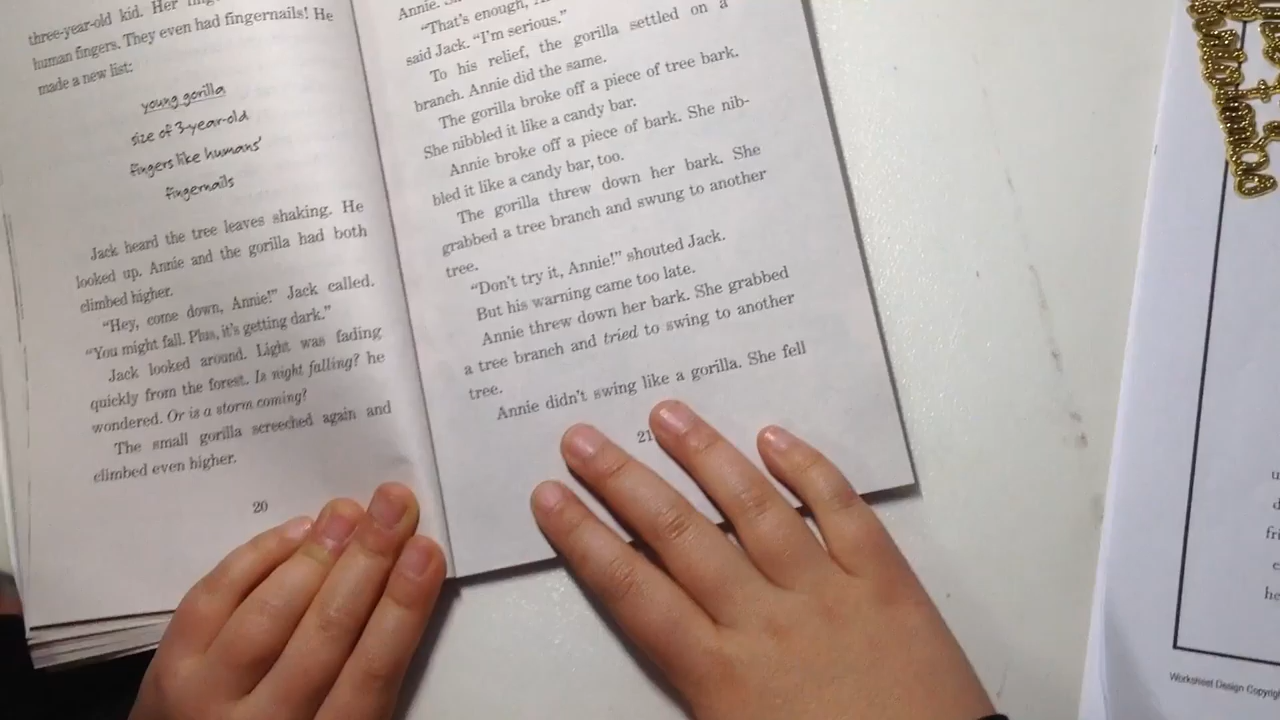 three-year-old kid. Her
human fingers. They even had fingernails! He
made a new list:
young gorilla
size of 3-year-old
fingers like humans'
fingernails
Jack heard the tree leaves shaking. He
looked up. Annie and the gorilla had both
climbed higher.
"Hey, come down, Annie!" Jack called.
"You might fall. Plus, it's getting dark."
Jack looked around. Light was fading
quickly from the forest. Is night falling? he
wondered. Or is a storm coming?
The small gorilla screeched again and
climbed even higher.
20
Annie.
"That's enough,
said Jack. "I'm serious."
To his relief, the gorilla settled on a
branch. Annie did the same.
The gorilla broke off a piece of tree bark.
She nibbled it like a candy bar.
Annie broke off a piece of bark. She nib-
bled it like a candy bar, too.
The gorilla threw down her bark. She
grabbed a tree branch and swung to another
tree.
"Don't try it, Annie!" shouted Jack.
But his warning came too late.
Annie threw down her bark. She grabbed
a tree branch and tried to swing to another
tree.
Annie didn't swing like a gorilla. She fell
21
Worksheet Design